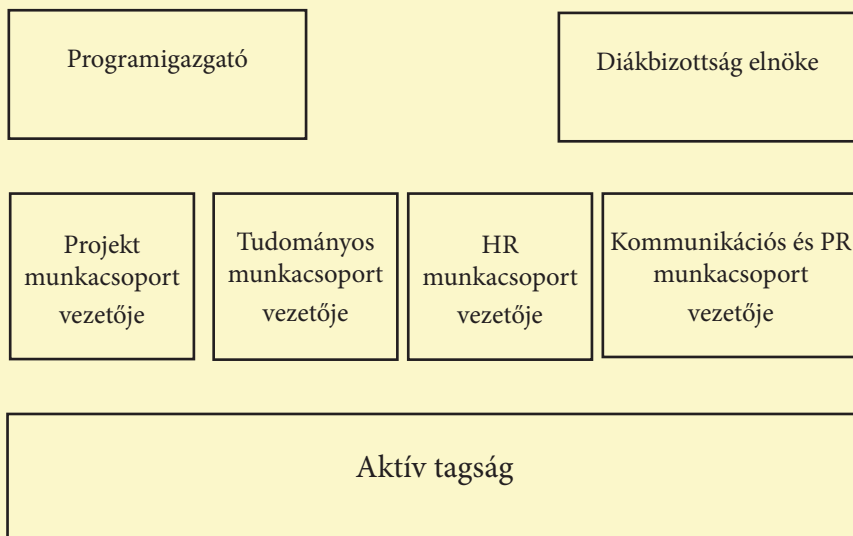 Programigazgató
Diákbizottság elnöke
Projekt
munkacsoport
vezetője
Tudományos
munkacsoport
vezetője
HR
munkacsoport
vezetője
Kommunikációs és PR
munkacsoport
vezetője
Aktív tagság